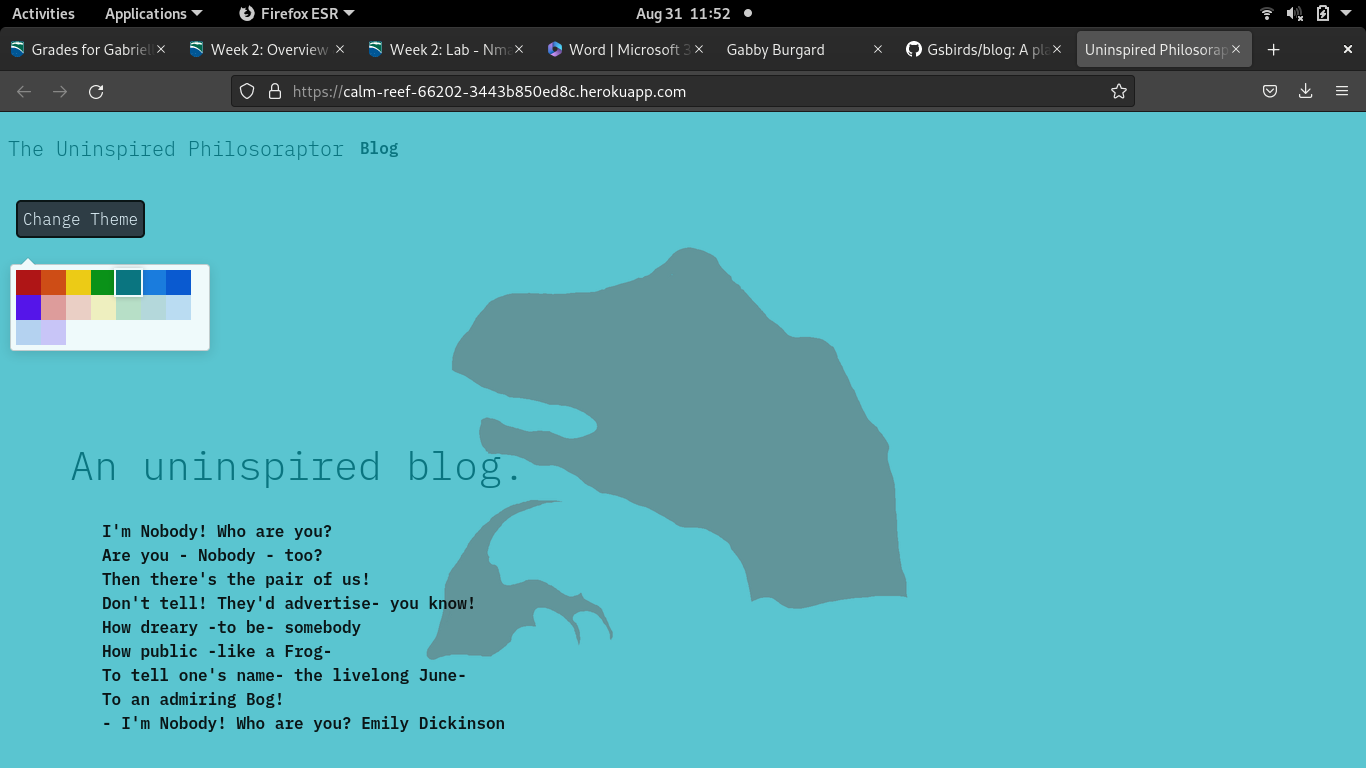 Activities Applications Firefox ESR Aug 31 11:52
Grades for Gabriel Week 2: Overview Week 2: Lab - Nma Word | Microsoft 3 Gabby Burgard Gsbirds/blog: A pla Uninspired Philosorap
https://calm-reef-66202-3443b850ed8c.herokuapp.com
The Uninspired Philosoraptor Blog
Change Theme
An uninspired blog.
I'm Nobody! Who are you?
Are you - Nobody - too?
Then there's the pair of us!
Don't tell! They'd advertise- you know!
How dreary -to be- somebody
How public -like a Frog-
To tell one's name- the livelong June-
To an admiring Bog!
- I'm Nobody! Who are you? Emily Dickinson